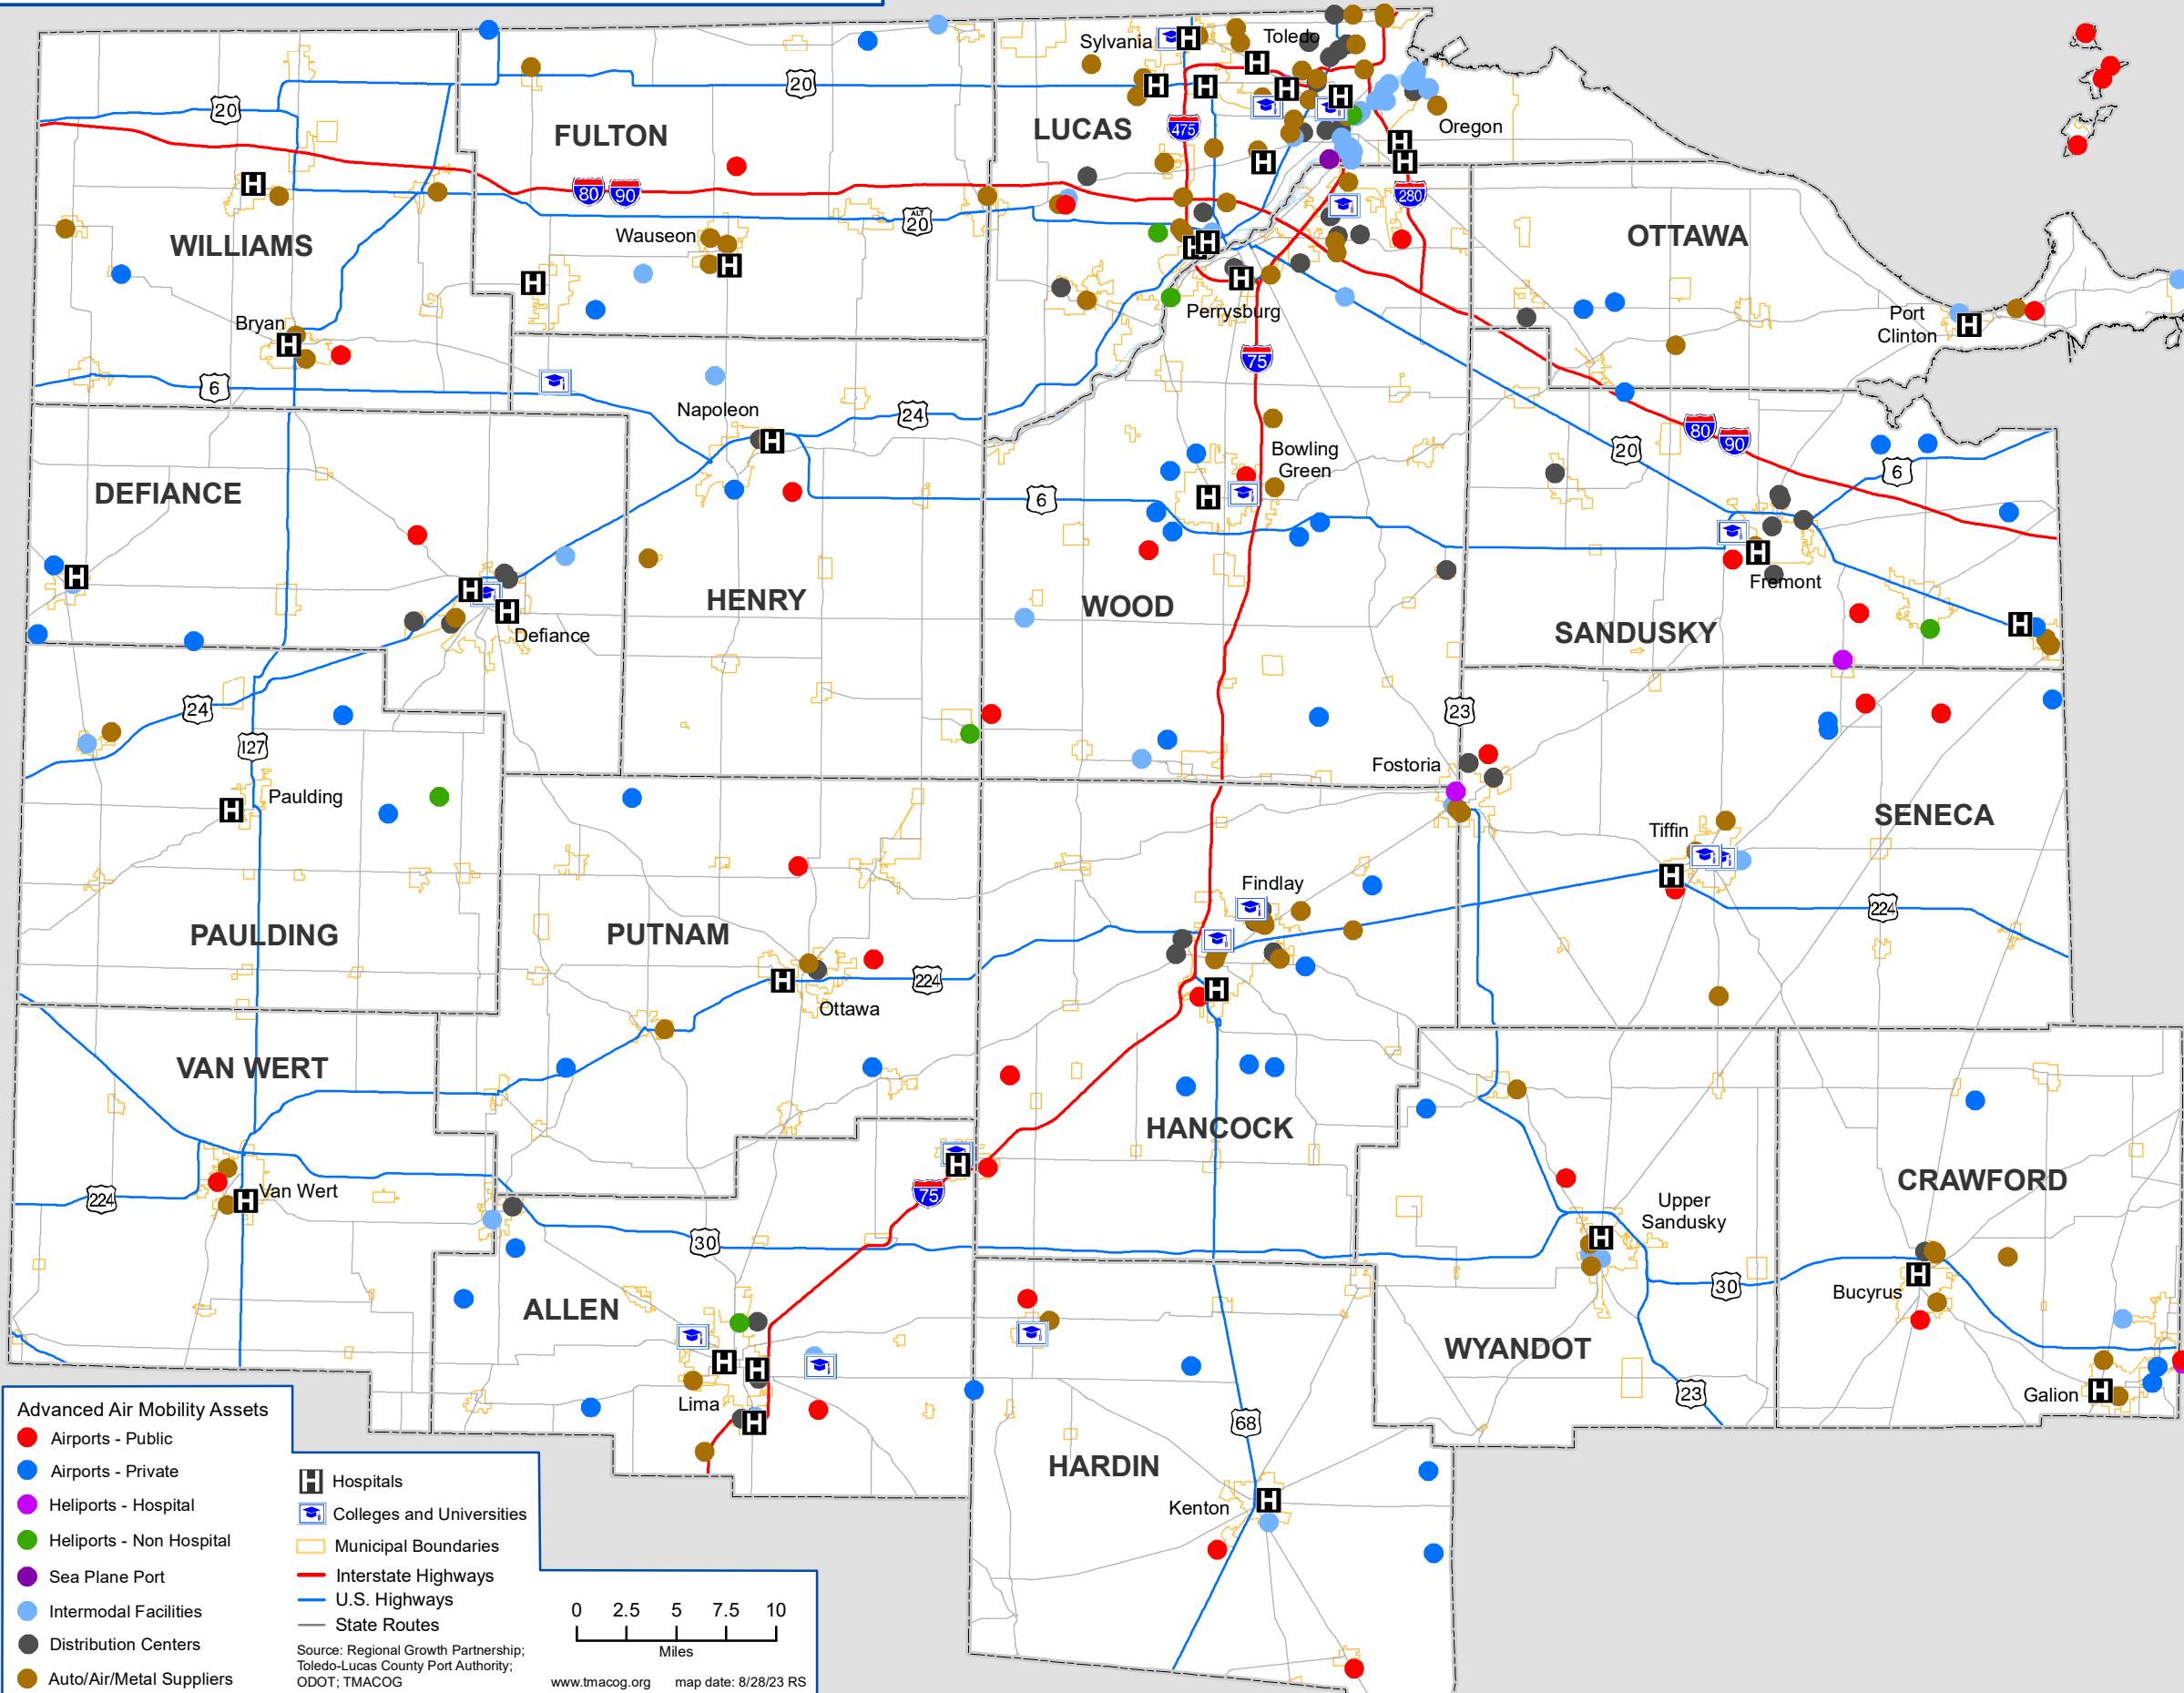 Sylvania
Toledo
20
20
475
LUCAS
Oregon
FULTON
80
90
ALT
20
280
Wauseon
WILLIAMS
OTTAWA
Perrysburg
Port
Clinton
Bryan
75
6
Napoleon
24
80
90
Bowling
Green
20
6
DEFIANCE
6
Fremont
HENRY
WOOD
SANDUSKY
Defiance
24
23
127
Fostoria
Paulding
SENECA
Tiffin
Findlay
224
PAULDING
PUTNAM
224
Ottawa
VAN WERT
HANCOCK
CRAWFORD
75
Van Wert
224
Upper
Sandusky
30
30
Bucyrus
ALLEN
WYANDOT
23
Galion
Lima
68
HARDIN
Kenton
Advanced Air Mobility Assets
Airports - Public
Airports - Private
Heliports - Hospital
Heliports - Non Hospital
Sea Plane Port
Intermodal Facilities
Distribution Centers
Auto/Air/Metal Suppliers
H Hospitals
Colleges and Universities
Municipal Boundaries
Interstate Highways
U.S. Highways
State Routes
Source: Regional Growth Partnership;
Toledo-Lucas County Port Authority;
ODOT; TMACOG
0 2.5 5 7.5 10
Miles
www.tmacog.org map date: 8/28/23 RS